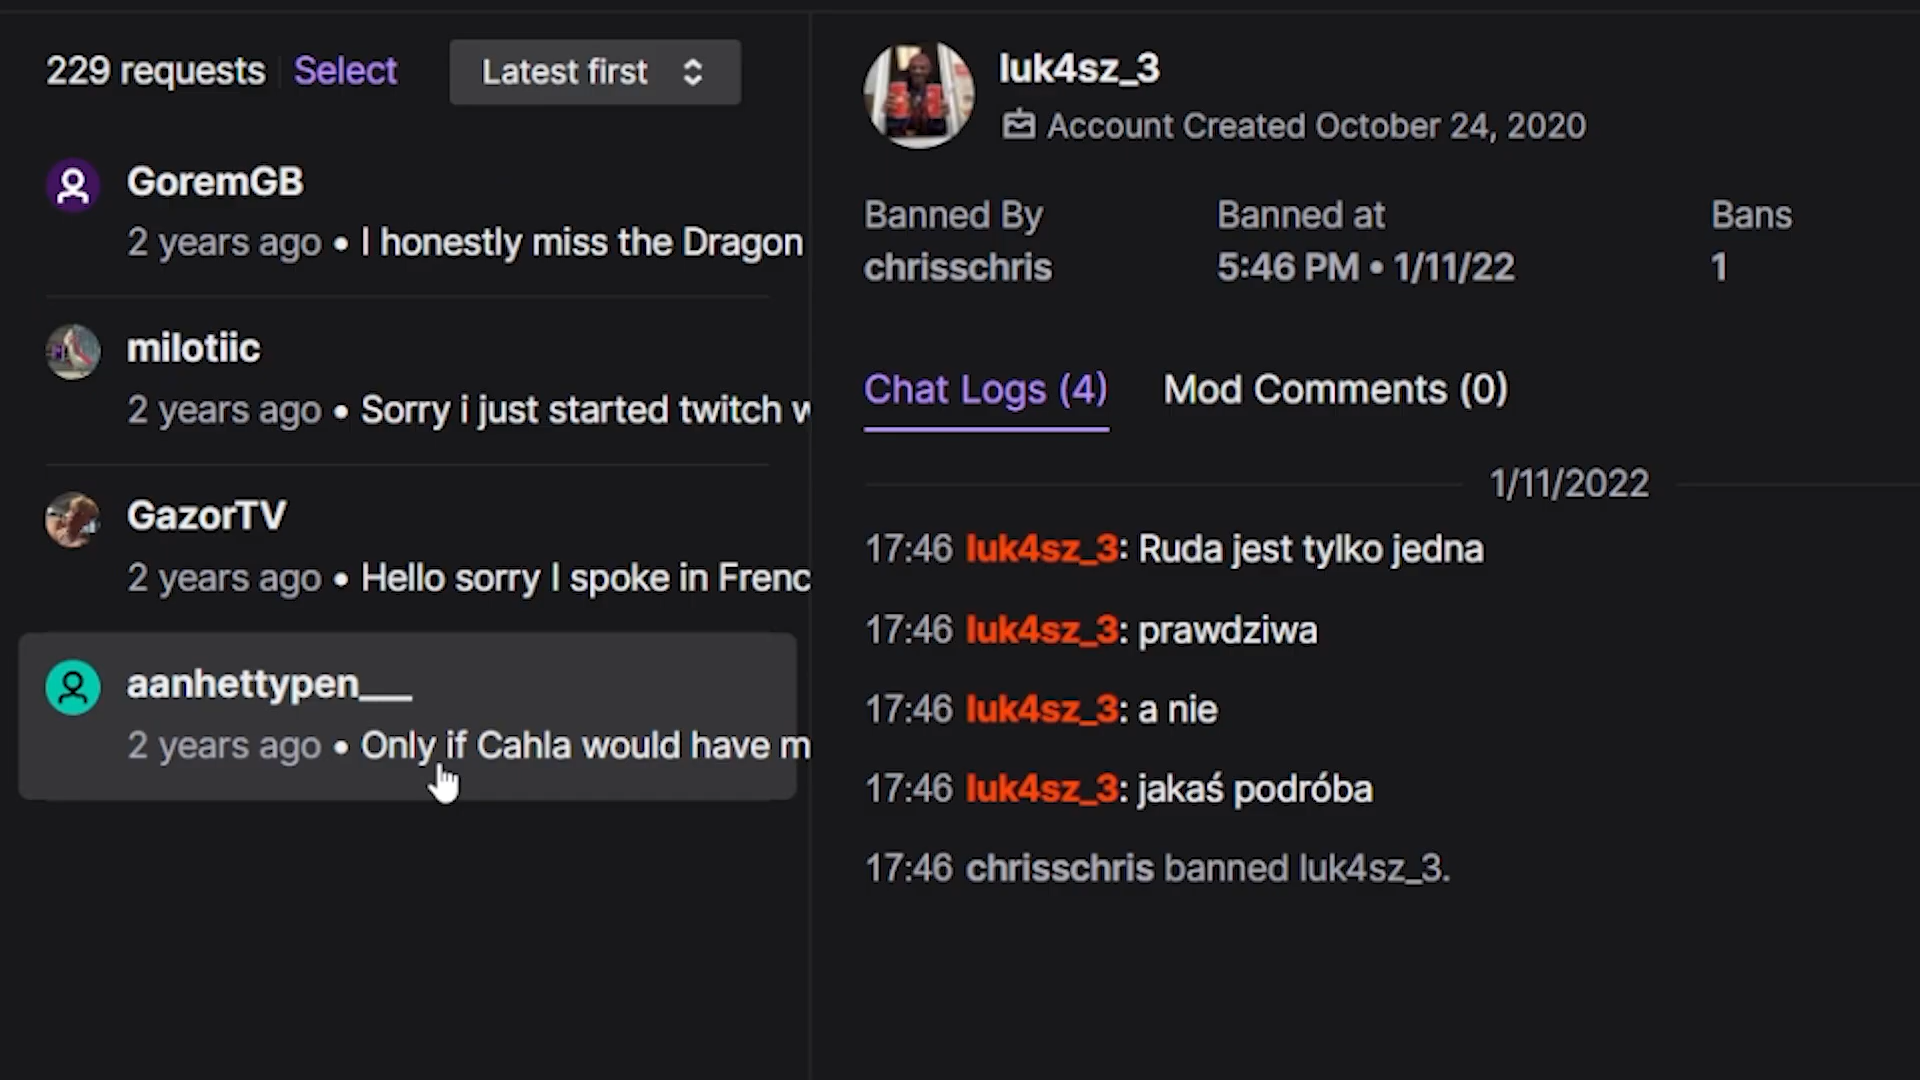 229 requests Select Latest first
GoremGB
2 years ago • I honestly miss the Dragon
milotiic
2 years ago • Sorry i just started twitch w
GazorTV
2 years ago • Hello sorry I spoke in Frenc
aanhettypen___
2 years ago • Only if Cahla would have m
luk4sz_3
Account Created October 24, 2020
Banned By Banned at Bans
chrisschris 5:46 PM • 1/11/22 1
Chat Logs (4) Mod Comments (0)
1/11/2022
17:46 luk4sz_3: Ruda jest tylko jedna
17:46 luk4sz_3: prawdziwa
17:46 luk4sz_3: a nie
17:46 luk4sz_3: jakaś podróba
17:46 chrisschris banned luk4sz_3.